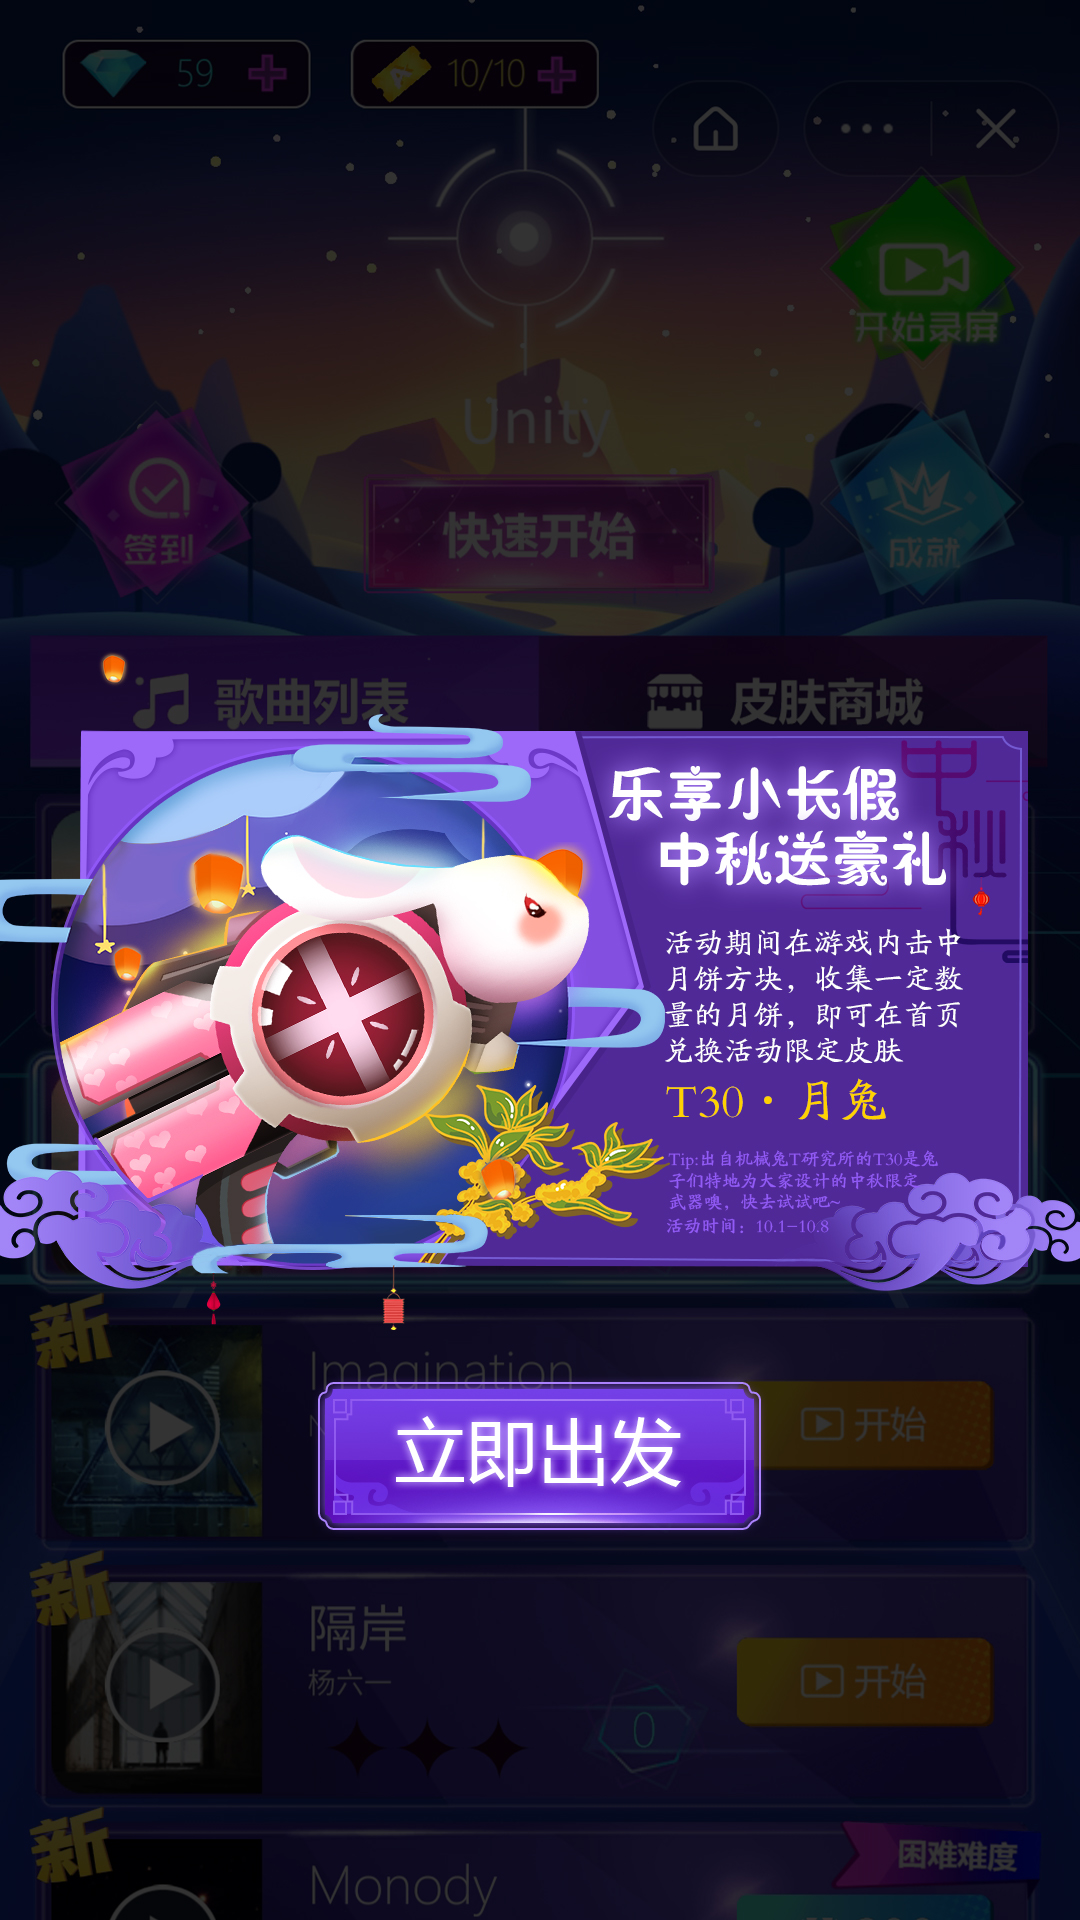 59
10/10
开始录屏
Unity
签到
快速开始
成就
歌曲列表
皮肤商城
中秋
乐享小长假
中秋送豪礼
活动期间在游戏内击中
月饼方块，收集一定数
量的月饼，即可在首页
兑换活动限定皮肤
T30·月兔
Tip:出自机械兔T研究所的T30是兔
子们特地为大家设计的中秋限定
武器噢，快去试试吧~
活动时间：10.1-10.8
新
Imagination
开始
立即出发
新
隔岸
杨六一
0
开始
新
Monody
困难难度